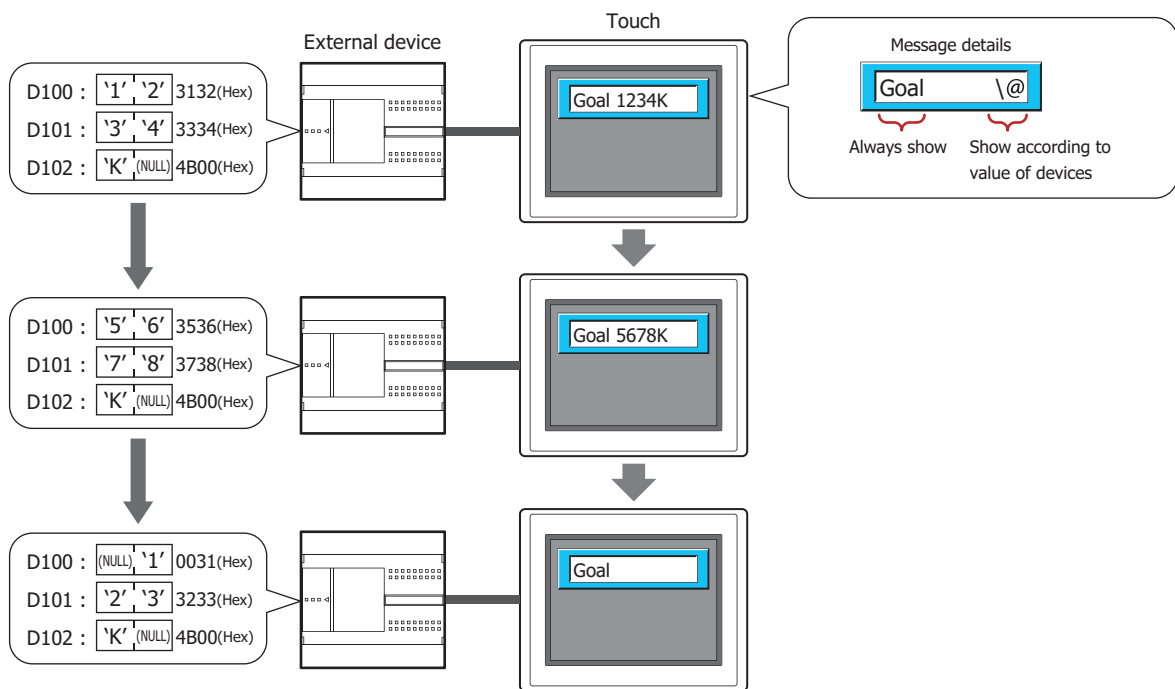 Touch
External device
Message details
Goal \@
Always show
Show according to
value of devices
D100 : ‘1’ ‘2’ 3132(Hex)
D101 : ‘3’ ‘4’ 3334(Hex)
D102 : ‘K’ (NULL) 4B00(Hex)
Goal 1234K
D100 : ‘5’ ‘6’ 3536(Hex)
D101 : ‘7’ ‘8’ 3738(Hex)
D102 : ‘K’ (NULL) 4B00(Hex)
Goal 5678K
D100 : (NULL) ‘1’ 0031(Hex)
D101 : ‘2’ ‘3’ 3233(Hex)
D102 : ‘K’ (NULL) 4B00(Hex)
Goal